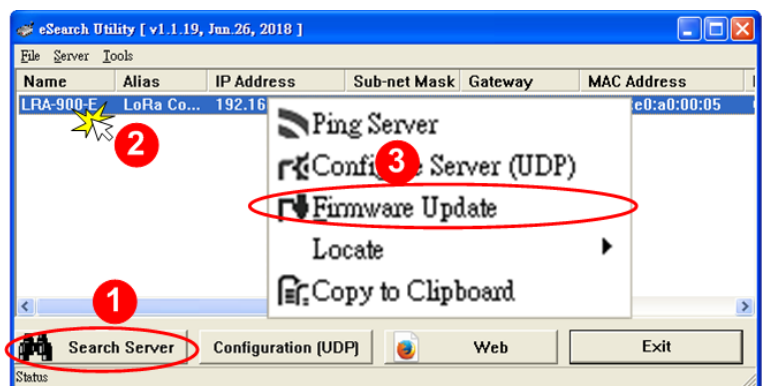 eSearch Utility [ v1.1.19, Jun.26, 2018 ]
File Server Tools
Name Alias IP Address Sub-net Mask Gateway MAC Address
LRA-900-E LoRa Co... 192.16 :e0:a0:00:05
2
Ping Server
3
Server (UDP)
Firmware Update
Locate
Copy to Clipboard
1
Search Server Configuration (UDP) Web Exit
Status